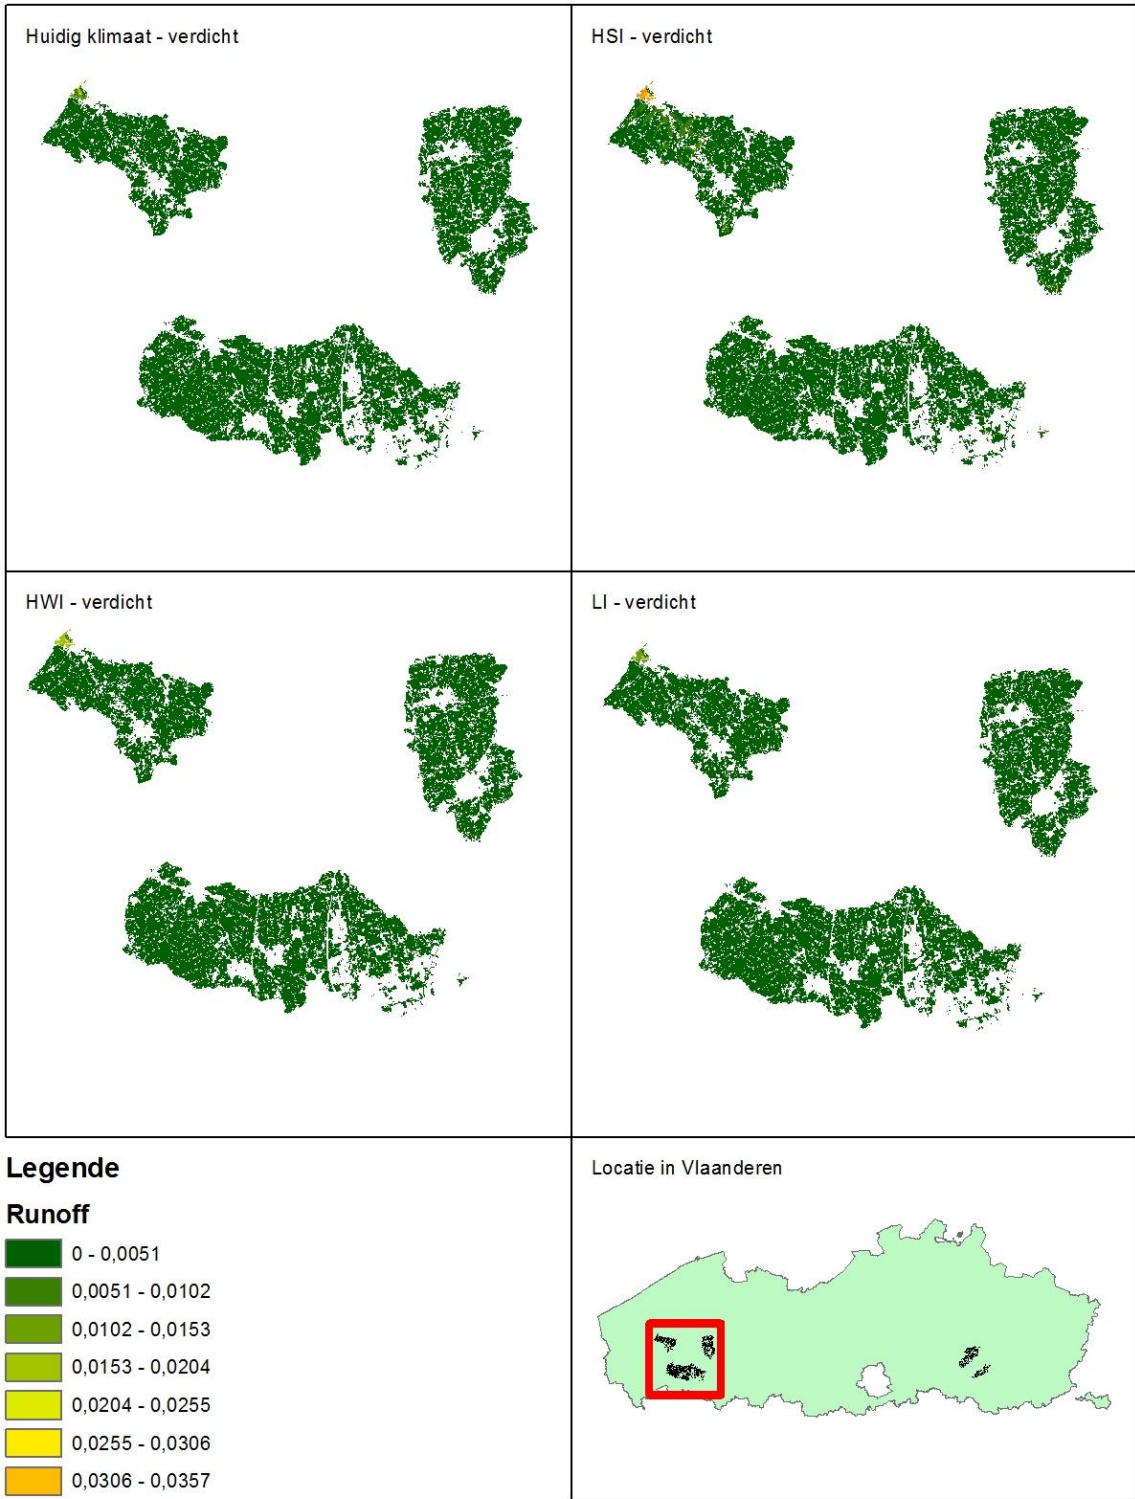 Huidig klimaat - verdicht
HSI - verdicht
HWI - verdicht
LI - verdicht
Legende
Runoff
0 - 0,0051
0,0051 - 0,0102
0,0102 - 0,0153
0,0153 - 0,0204
0,0204 - 0,0255
0,0255 - 0,0306
0,0306 - 0,0357
Locatie in Vlaanderen